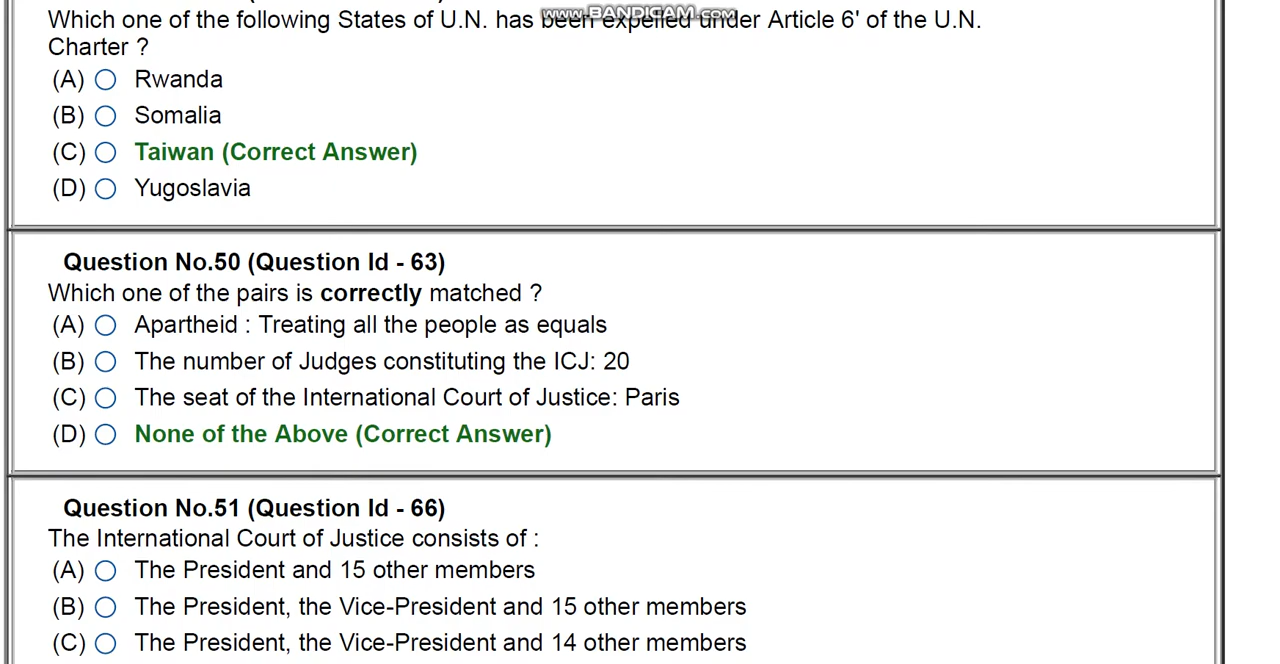 www.BANDICAM.com
Which one of the following States of U.N. has been expelled under Article 6' of the U.N.
Charter ?
(A) Rwanda
(B) Somalia
(C) Taiwan (Correct Answer)
(D) Yugoslavia
Question No.50 (Question Id - 63)
Which one of the pairs is correctly matched ?
(A) Apartheid : Treating all the people as equals
(B) The number of Judges constituting the ICJ: 20
(C) The seat of the International Court of Justice: Paris
(D) None of the Above (Correct Answer)
Question No.51 (Question Id - 66)
The International Court of Justice consists of :
(A) The President and 15 other members
(B) The President, the Vice-President and 15 other members
(C) The President, the Vice-President and 14 other members